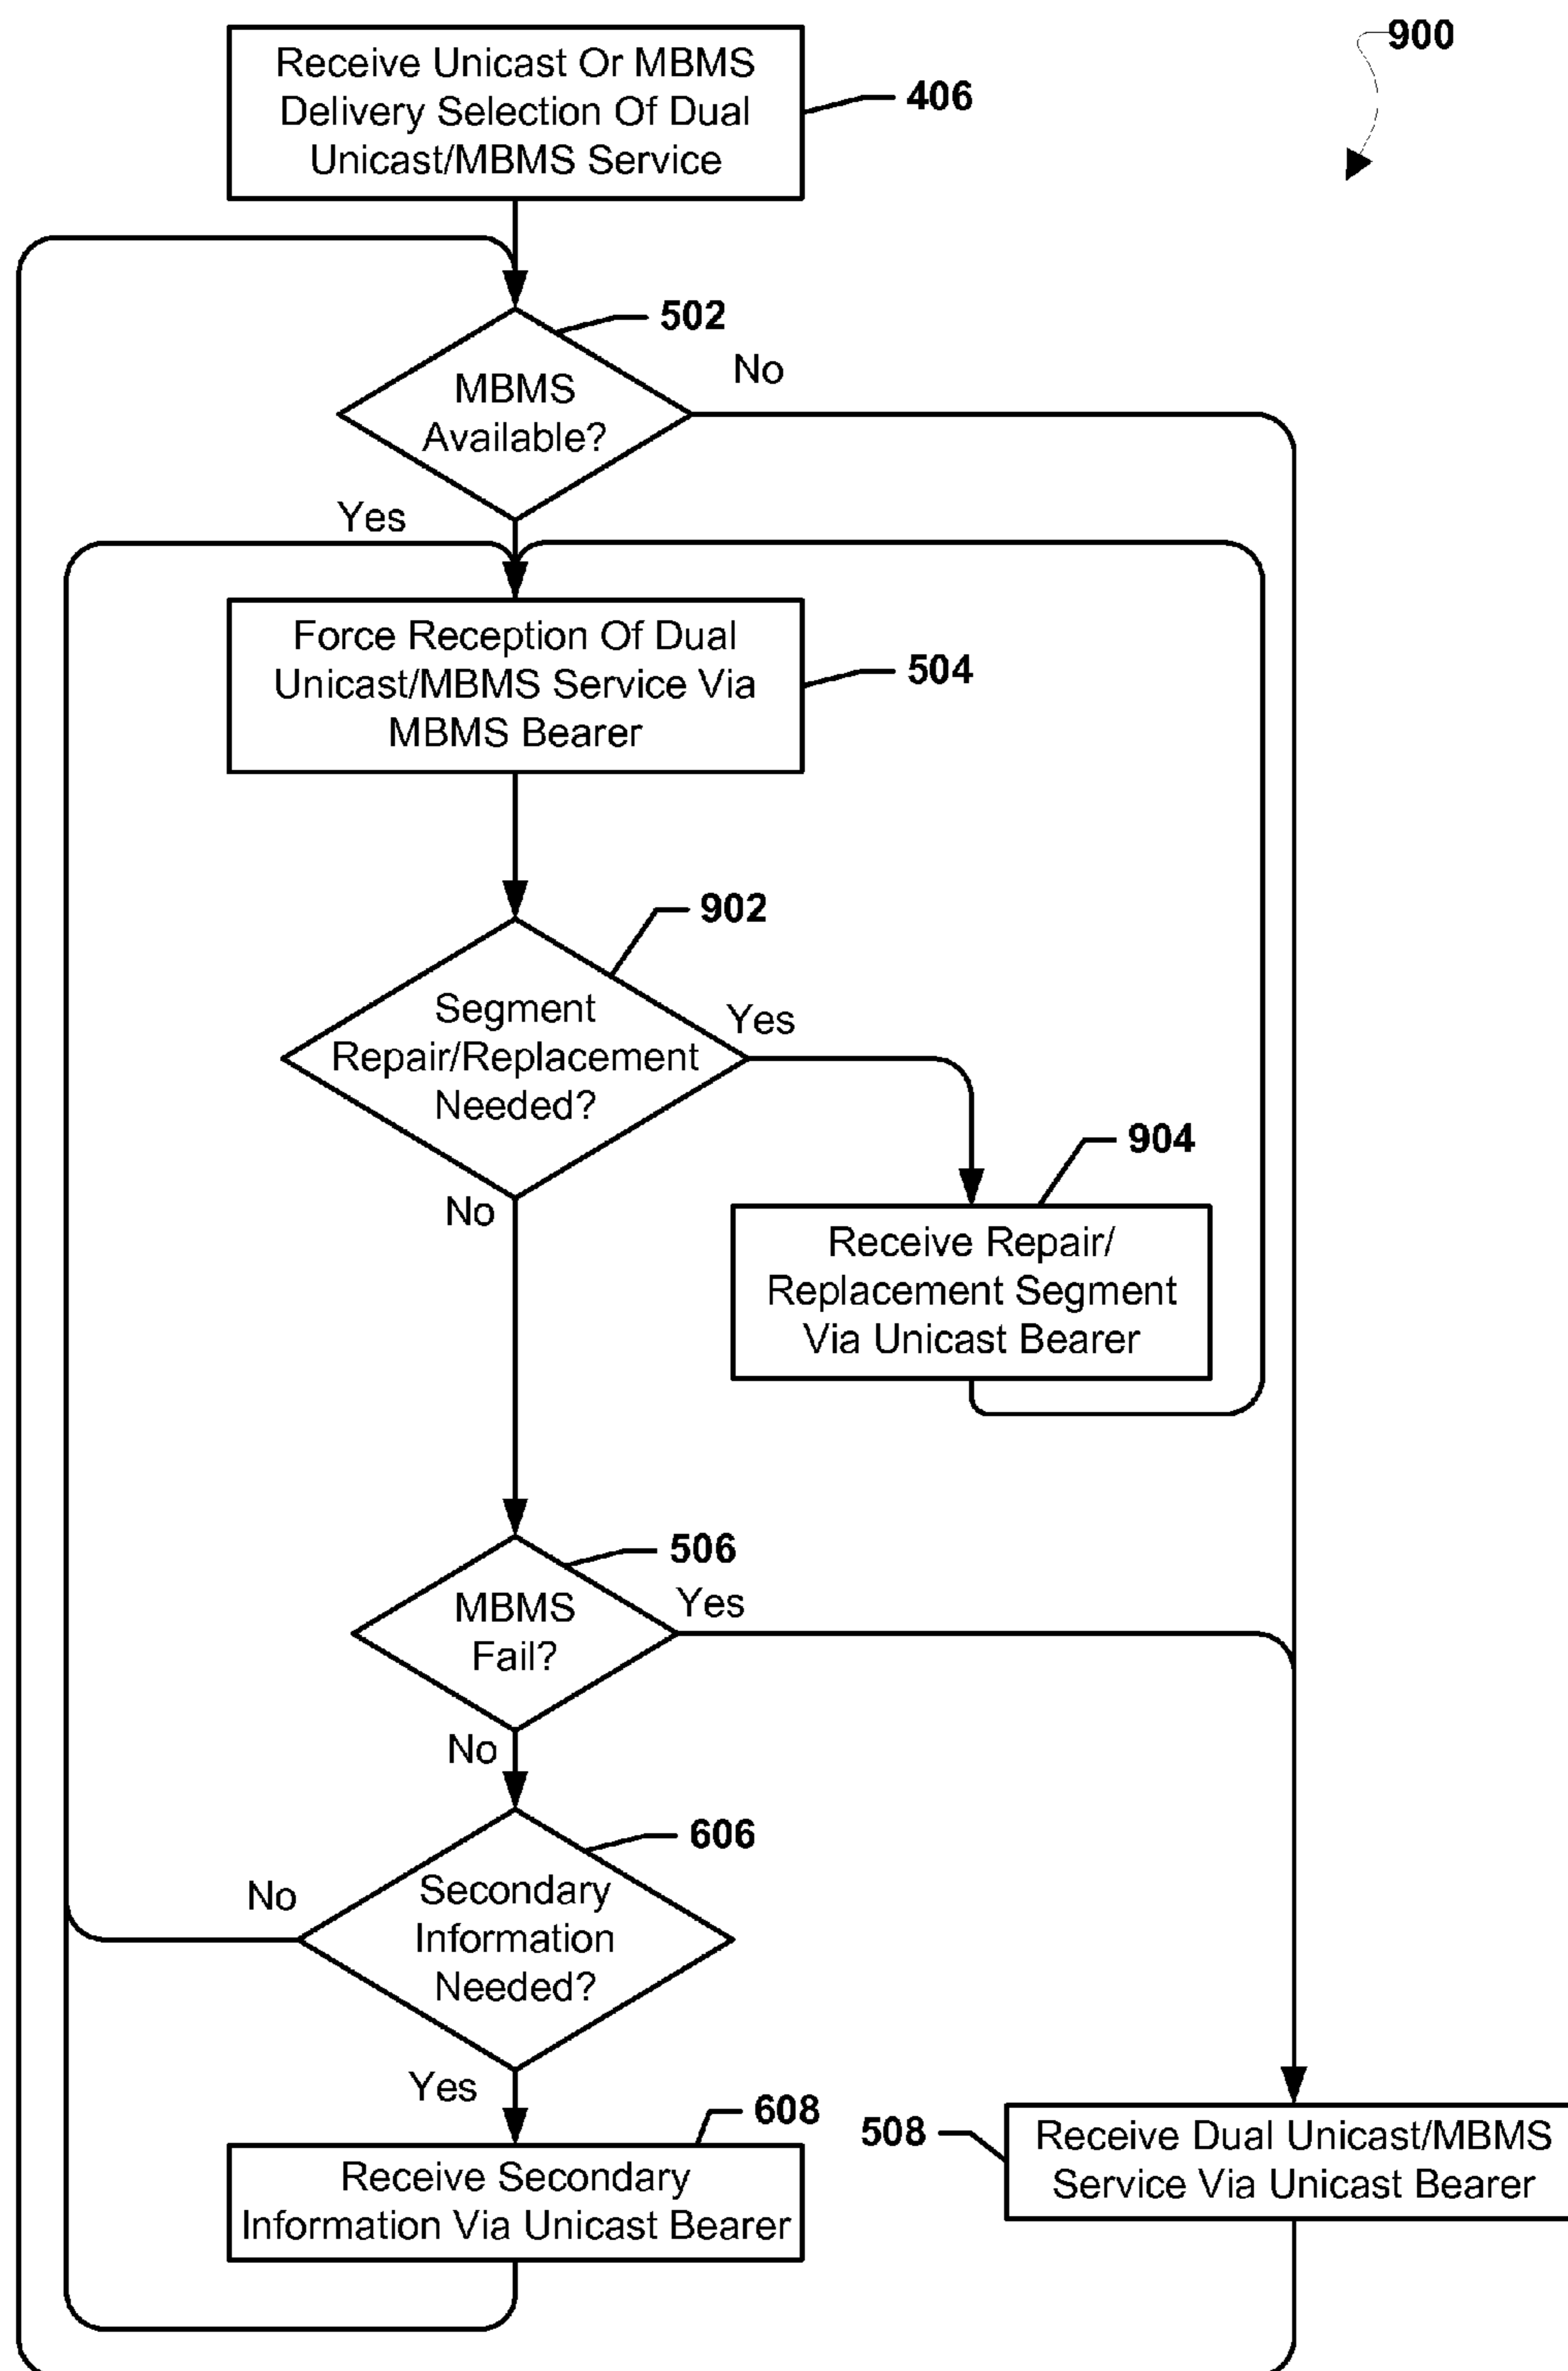 900
Receive Unicast Or MBMS
Delivery Selection Of Dual
Unicast/MBMS Service
406
502
MBMS
Available?
No
Yes
Force Reception Of Dual
Unicast/MBMS Service Via
MBMS Bearer
504
902
Segment
Repair/Replacement
Needed?
Yes
No
904
Receive Repair/
Replacement Segment
Via Unicast Bearer
506
MBMS
Fail?
Yes
No
606
Secondary
Information
Needed?
No
Yes
608
Receive Secondary
Information Via Unicast Bearer
508
Receive Dual Unicast/MBMS
Service Via Unicast Bearer